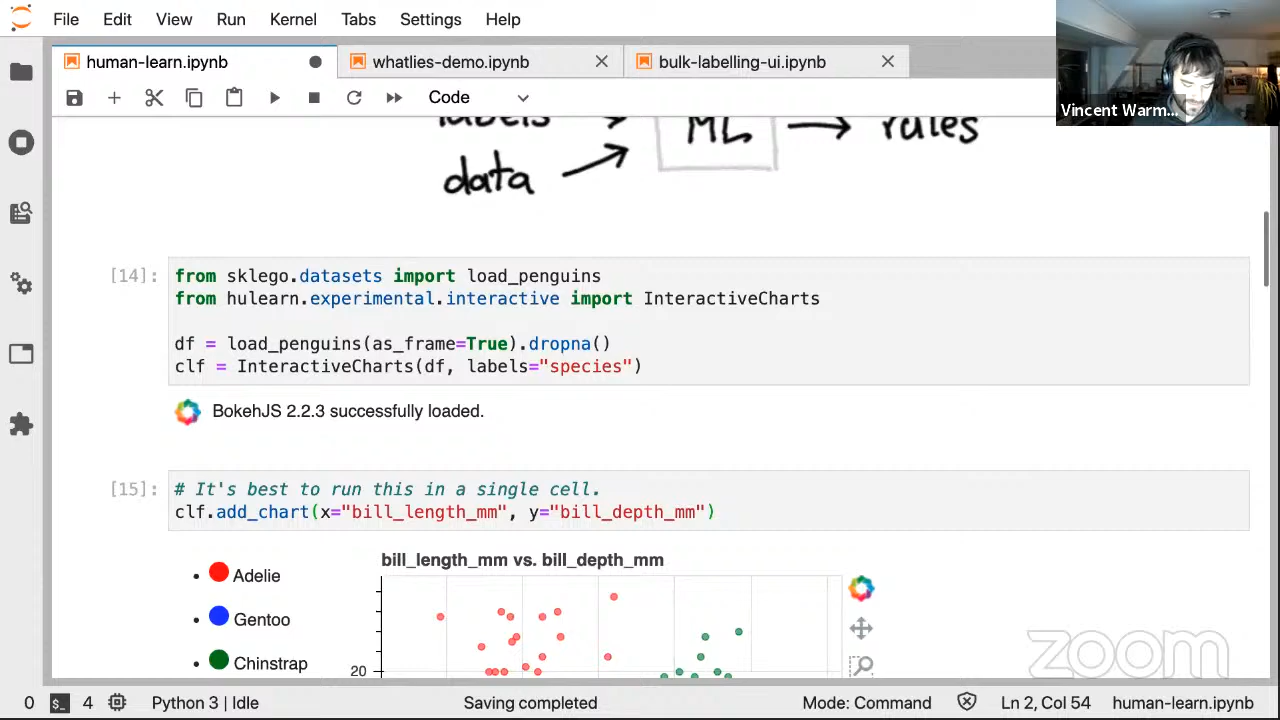 File Edit View Run Kernel Tabs Settings Help
human-learn.ipynb whatlies-demo.ipynb bulk-labelling-ui.ipynb
Code
Vincent Warm...
labels ML rules
data
[14]: from sklego.datasets import load_penguins
from hulearn.experimental.interactive import InteractiveCharts
df = load_penguins(as_frame=True).dropna()
clf = InteractiveCharts(df, labels="species")
BokehJS 2.2.3 successfully loaded.
[15]: # It's best to run this in a single cell.
clf.add_chart(x="bill_length_mm", y="bill_depth_mm")
bill_length_mm vs. bill_depth_mm
• Adelie
• Gentoo
• Chinstrap
20
zoom
0 $_ 4 Python 3 | Idle Saving completed Mode: Command Ln 2, Col 54 human-learn.ipynb